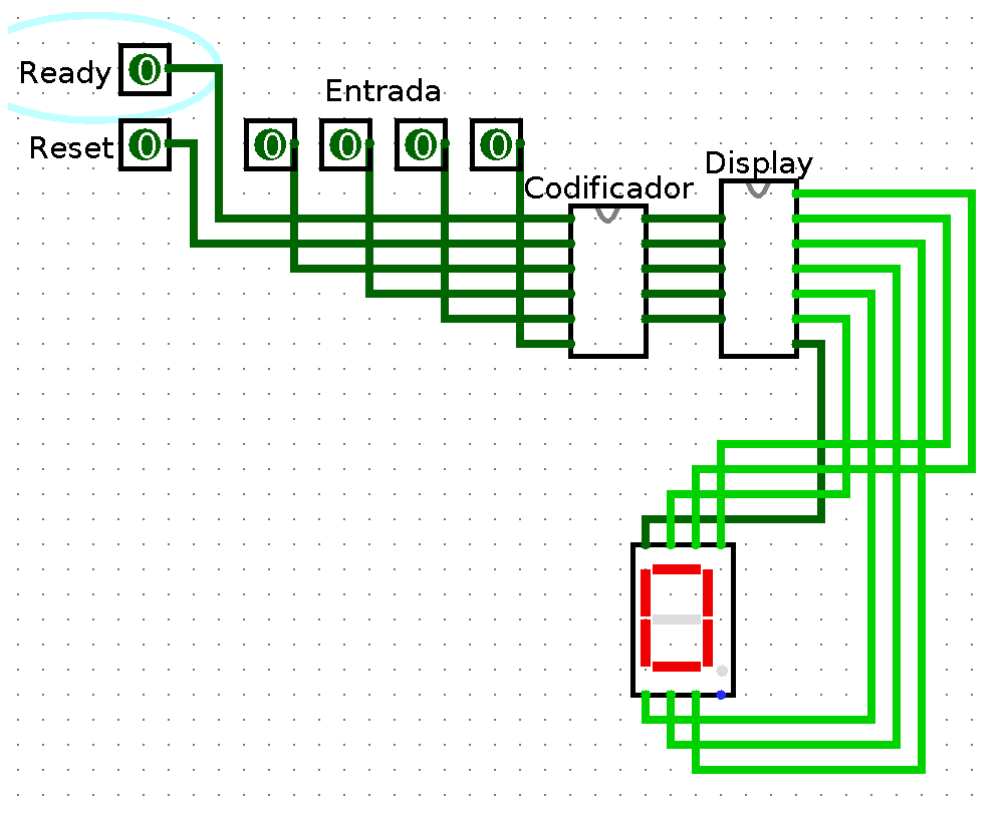 Ready 0
Entrada
Reset 0 0 0 0 0
Display
Codificador